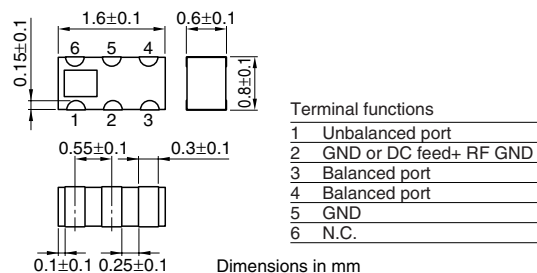 1.6±0.1
0.6±0.1
0.15±0.1
6 5 4
0.8±0.1
1 2 3
0.55±0.1
0.3±0.1
0.1±0.1
0.25±0.1
Dimensions in mm
Terminal functions
1 Unbalanced port
2 GND or DC feed+ RF GND
3 Balanced port
4 Balanced port
5 GND
6 N.C.